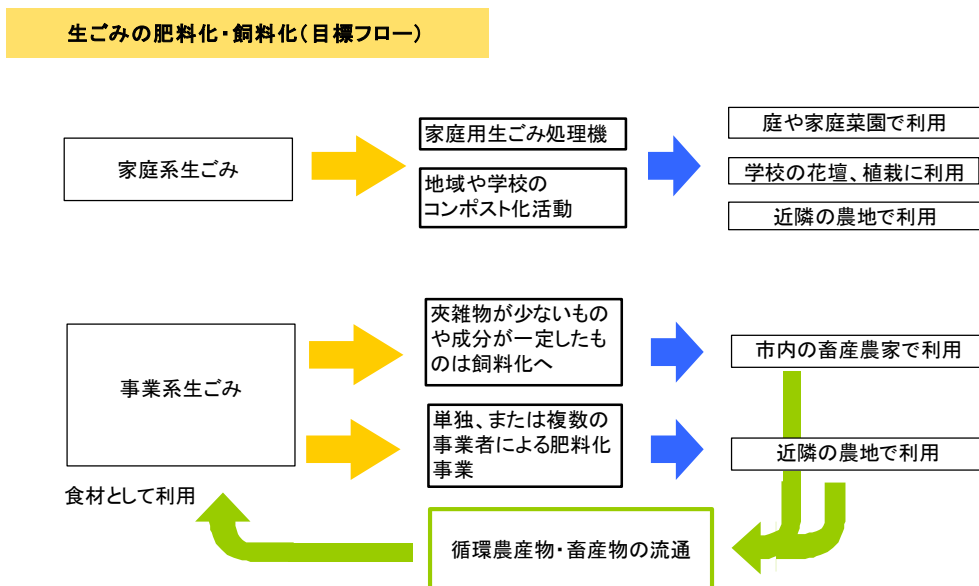 生ごみの肥料化・飼料化(目標フロー)
家庭系生ごみ
家庭用生ごみ処理機
地域や学校の
コンポスト化活動
庭や家庭菜園で利用
学校の花壇、植栽に利用
近隣の農地で利用
事業系生ごみ
夾雑物が少ないもの
や成分が一定したも
のは飼料化へ
単独、または複数の
事業者による肥料化
事業
市内の畜産農家で利用
近隣の農地で利用
食材として利用
循環農産物・畜産物の流通